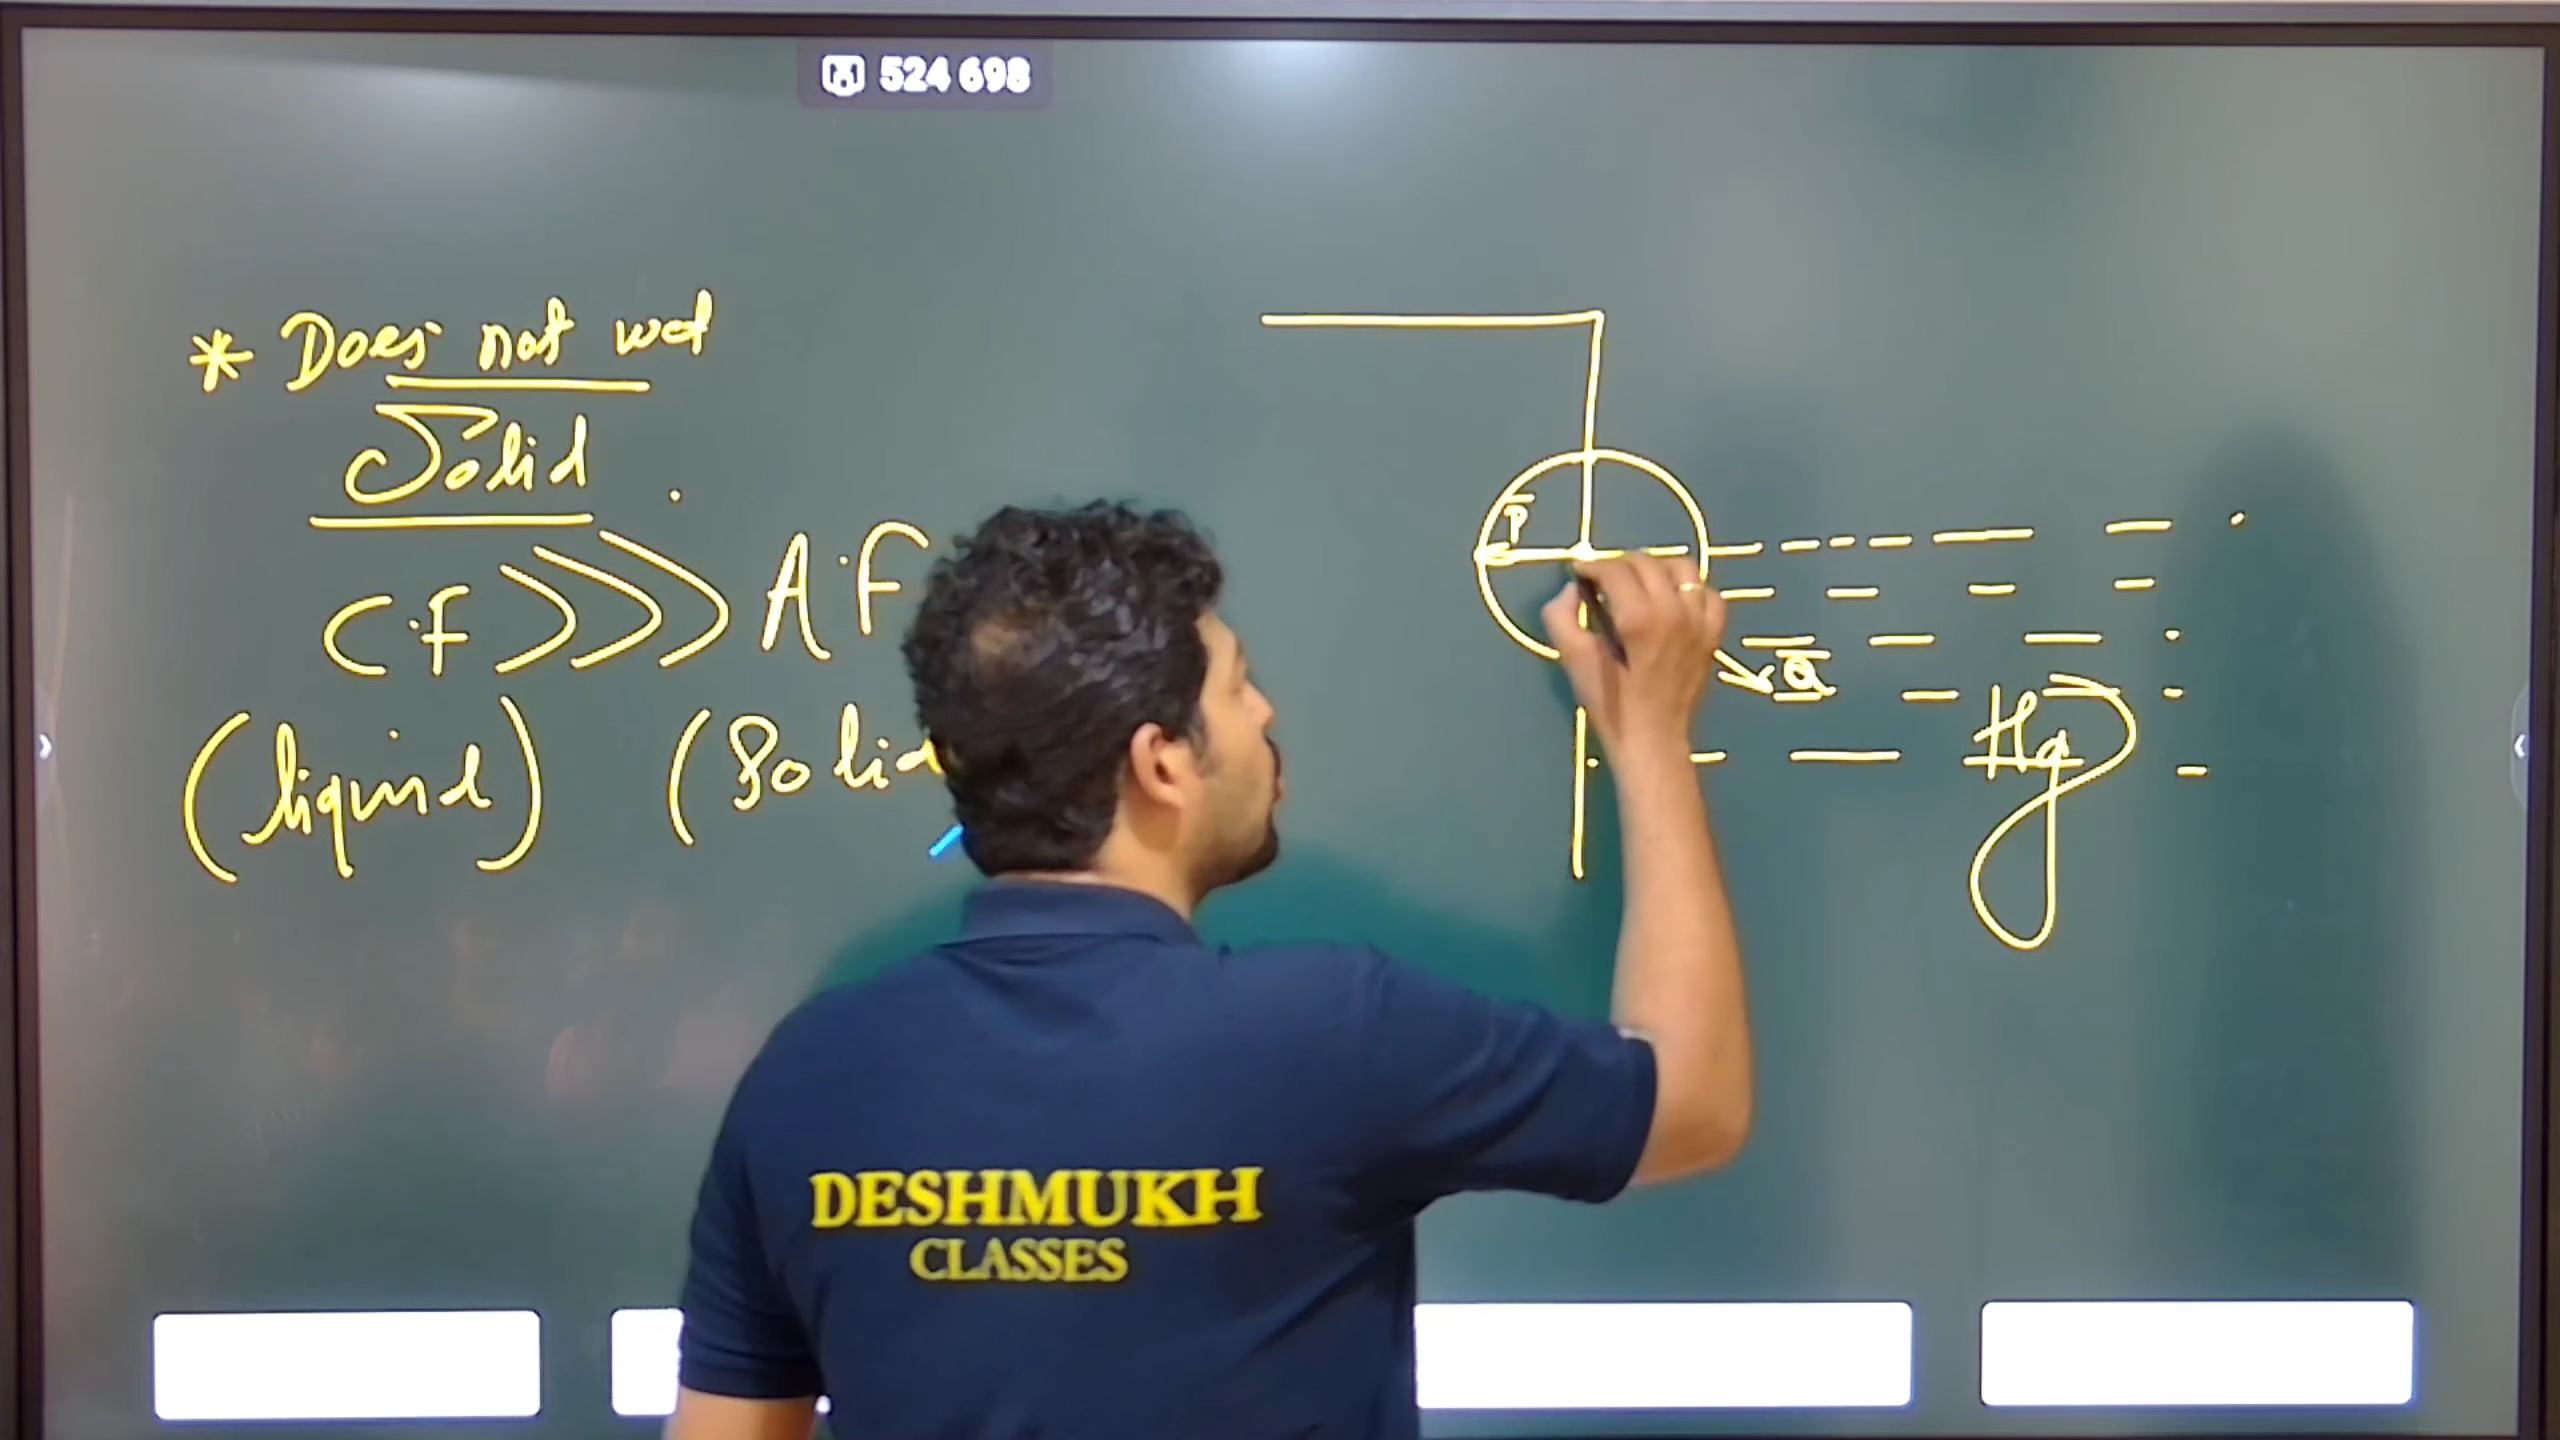 524 698
* Does not wet
Solid
C.F >>> A.F
(liquid) (Solid
P
Q
Hg
DESHMUKH
CLASSES